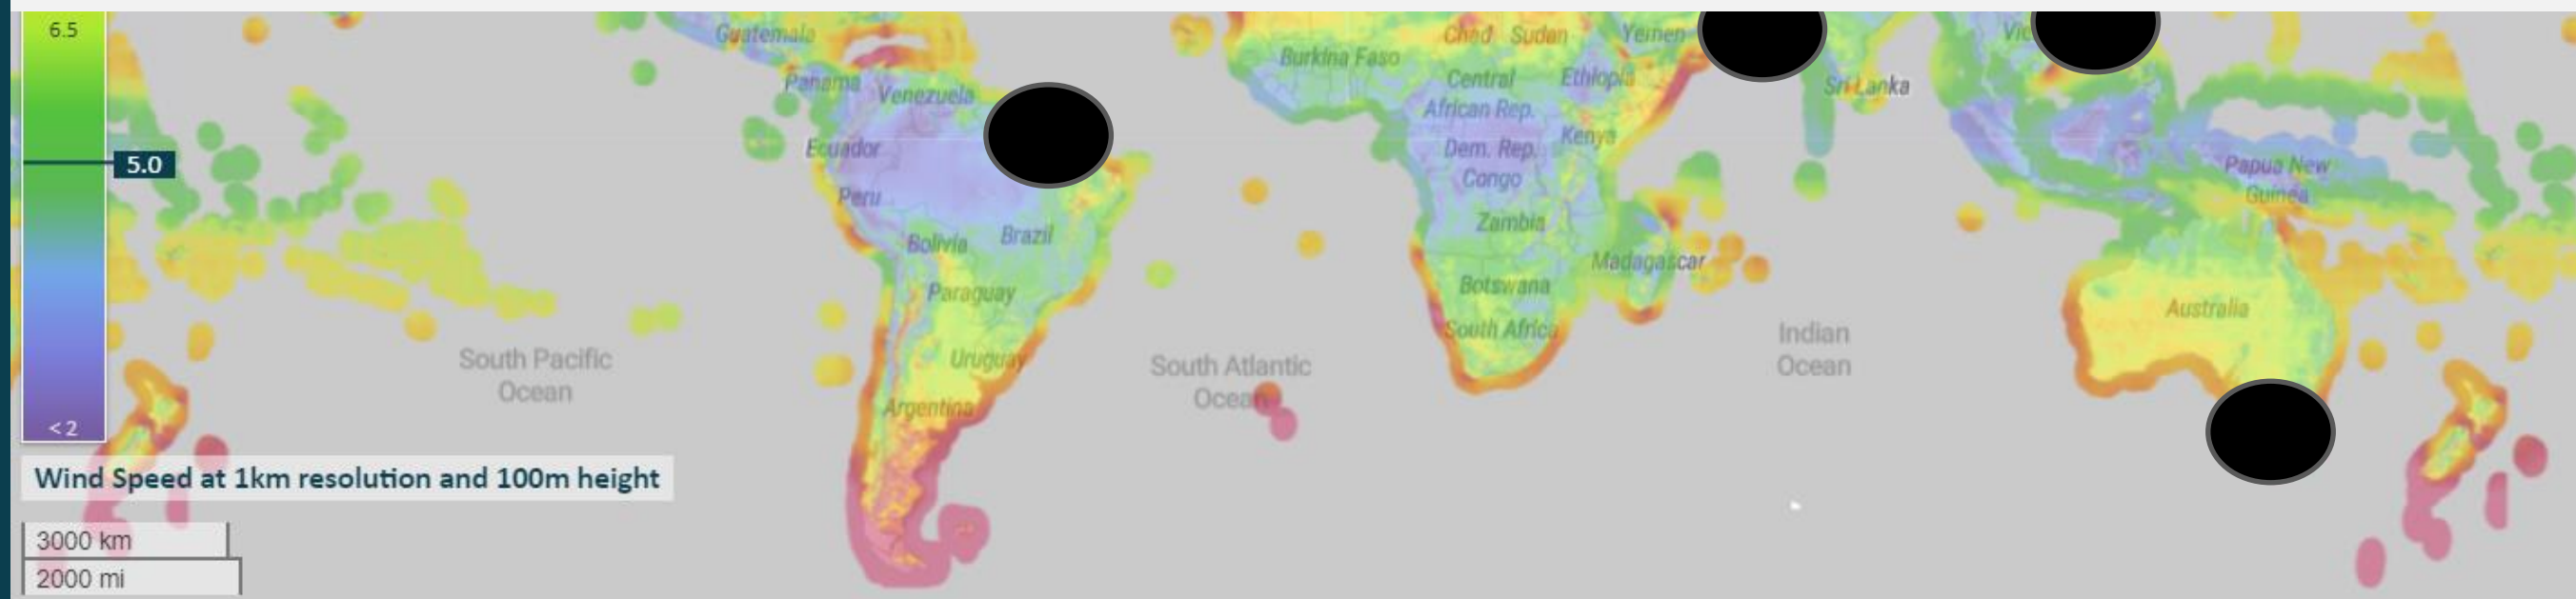 6.5
5.0
< 2
Wind Speed at 1km resolution and 100m height
3000 km
2000 mi
Guatemala
Panama
Venezuela
Ecuador
Peru
Bolivia
Brazil
Paraguay
Uruguay
Argentina
South Pacific
Ocean
South Atlantic
Ocean
Burkina Faso
Chad
Sudan
Yemen
Central
African Rep.
Ethiopia
Kenya
Dem. Rep.
Congo
Zambia
Madagascar
Botswana
South Africa
Sri Lanka
Indian
Ocean
Papua New
Guinea
Australia